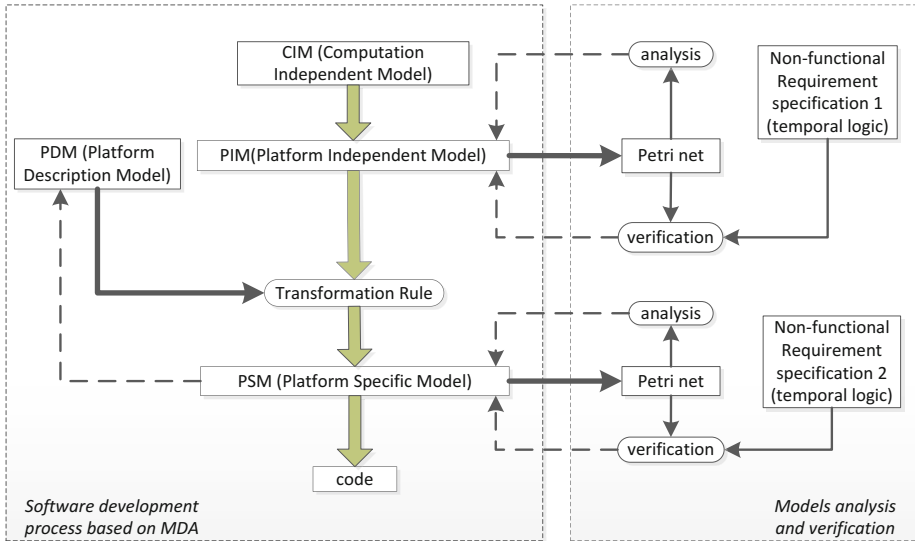 CIM (Computation
Independent Model)
analysis
Non-functional
Requirement
specification 1
(temporal logic)
PDM (Platform
Description Model)
PIM(Platform Independent Model)
Petri net
verification
Transformation Rule
analysis
Non-functional
Requirement
specification 2
(temporal logic)
PSM (Platform Specific Model)
Petri net
verification
code
Software development
process based on MDA
Models analysis
and verification